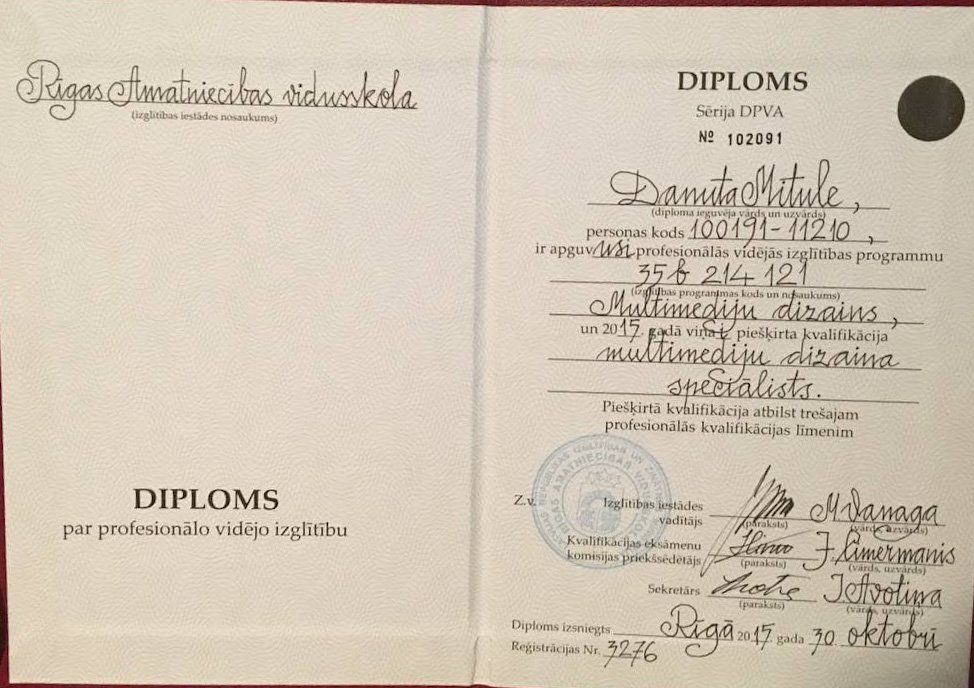 Rīgas Amatniecības vidusskola
(izglītības iestādes nosaukums)
DIPLOMS
par profesionālo vidējo izglītību
DIPLOMS
Sērija DPVA
№ 102091
Danuta Mitule,
(diploma ieguvēja vārds un uzvārds)
personas kods 100191-11210,
ir apguvusi profesionālās vidējās izglītības programmu
35b 214 121
(izglītības programmas kods un nosaukums)
Multimediju dizains,
un 2017. gadā viņai piešķirta kvalifikācija
multimediju dizaina
speciālists.
Piešķirtā kvalifikācija atbilst trešajam
profesionālās kvalifikācijas līmenim
Z.v.
Izglītības iestādes
vadītājs
(paraksts)
M.Vanaga
(vārds, uzvārds)
Kvalifikācijas eksāmenu
komisijas priekšsēdētājs
(paraksts)
J.Cimermanis
(vārds, uzvārds)
Sekretārs
(paraksts)
I.Avotiņa
(vārds, uzvārds)
Diploms izsniegts Rīgā 2017. gada 30. oktobrī
Reģistrācijas Nr. 3276